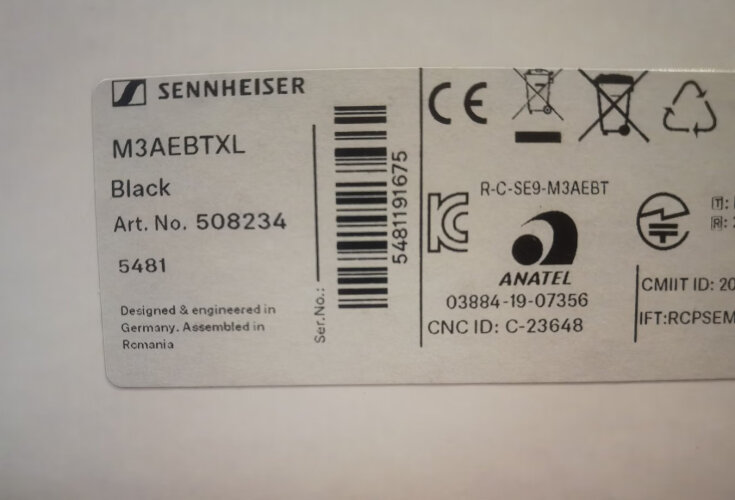 SENNHEISER
M3AEBTXL
Black
Art. No. 508234
5481
Designed & engineered in
Germany. Assembled in
Romania
Ser.No.:
5481191675
CE
R-C-SE9-M3AEBT
ANATEL
03884-19-07356
CNC ID: C-23648
CMIIT ID: 20
IFT:RCPSEM